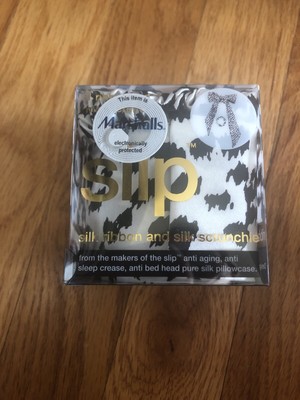 This item is
Marshalls
electronically
protected
slip™
silk ribbon and silk scrunchie
from the makers of the slip™ anti aging, anti
sleep crease, anti bed head pure silk pillowcase.